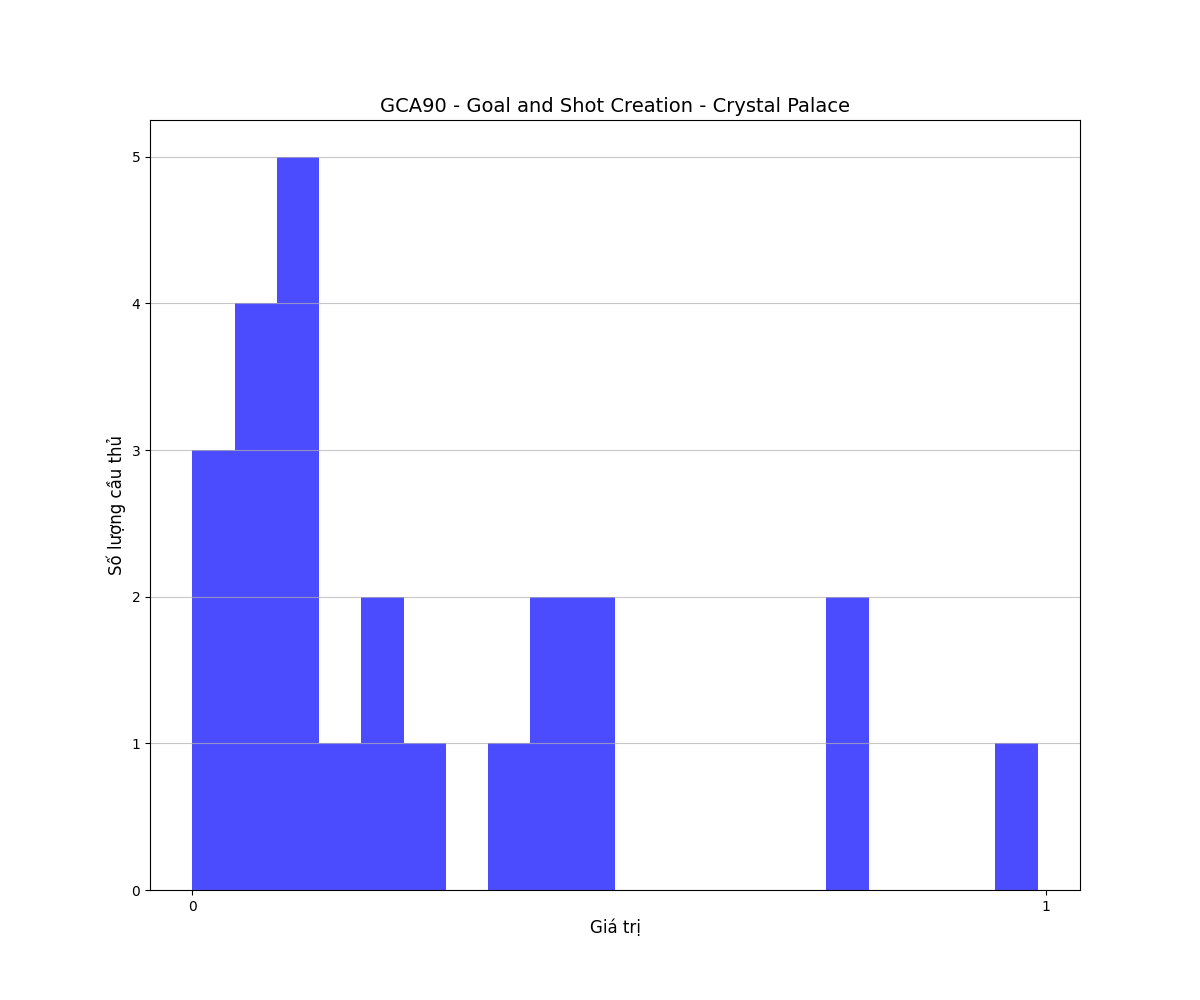 GCA90 - Goal and Shot Creation - Crystal Palace
5
4
3
2
1
0
Số lượng cầu thủ
0 1
Giá trị